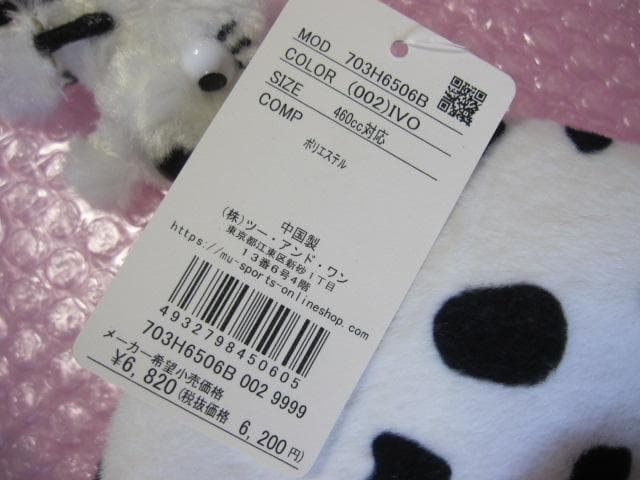 MOD 703H6506B
COLOR (002)IVO
SIZE 460cc対応
COMP
ポリエステル
中国製
(株)ツー・アンド・ワン
東京都江東区新砂1丁目
13番6号4階
https://mu-sports-onlineshop.com
4932798450605
703H6506B 002 9999
メーカー希望小売価格
¥6,820(税抜価格 6,200円)